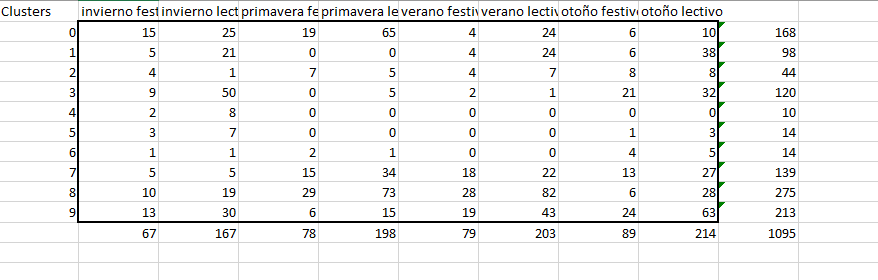 Clusters invierno fest invierno lect primavera fe primavera le verano festiv verano lectiv otoño festivo otoño lectivo
0 15 25 19 65 4 24 6 10 168
1 5 21 0 0 4 24 6 38 98
2 4 1 7 5 4 7 8 8 44
3 9 50 0 5 2 1 21 32 120
4 2 8 0 0 0 0 0 0 10
5 3 7 0 0 0 0 1 3 14
6 1 1 2 1 0 0 4 5 14
7 5 5 15 34 18 22 13 27 139
8 10 19 29 73 28 82 6 28 275
9 13 30 6 15 19 43 24 63 213
67 167 78 198 79 203 89 214 1095